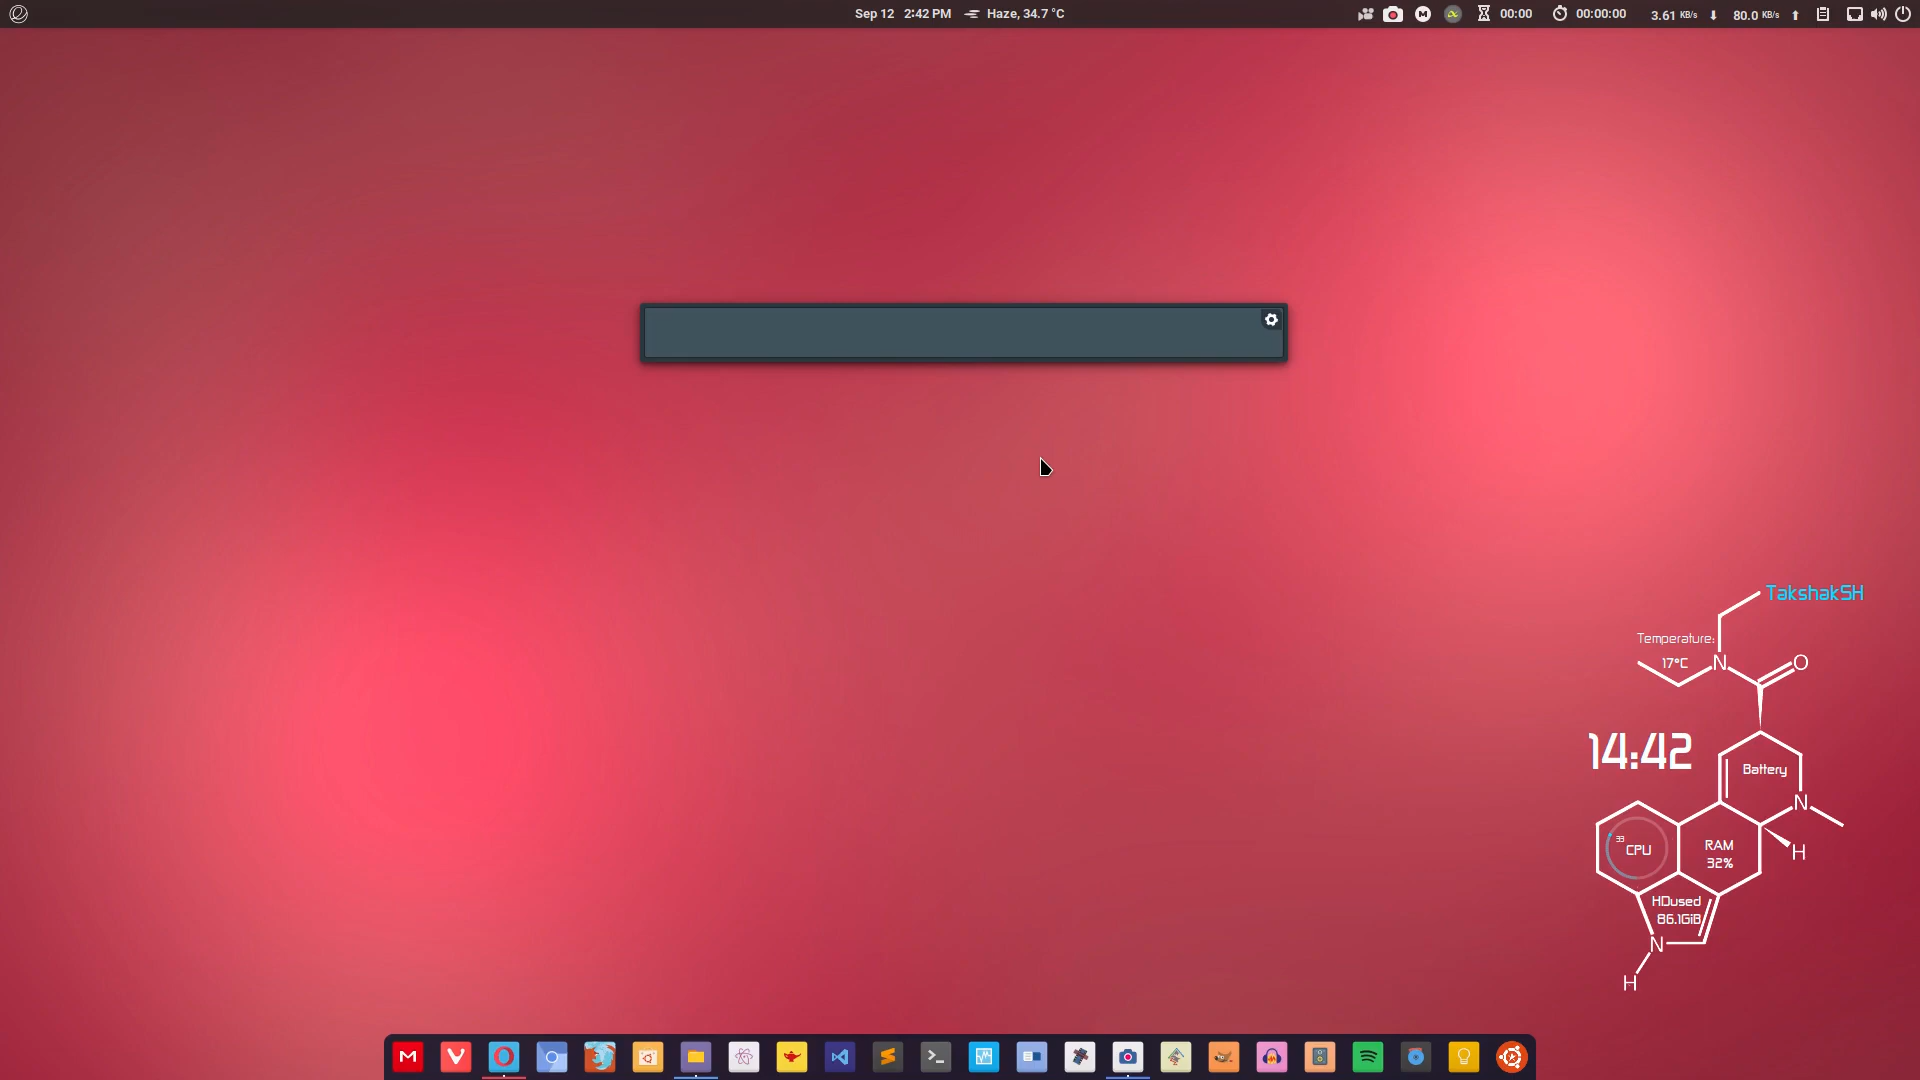 Sep 12 2:42 PM Haze, 34.7 °C
M 00:00 00:00:00 3.61 KB/s 80.0 KB/s
TakshakSH
Temperature:
17°C N O
14:42
Battery
N
33
CPU
RAM
32%
H
HDused
86.1GiB
N
H